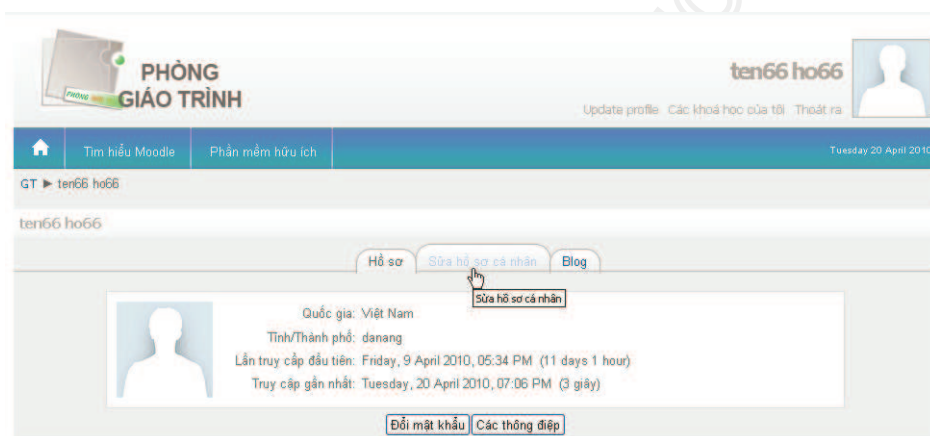 PHÒNG
GIÁO TRÌNH
ten66 ho66
Update profile Các khoá học của tôi Thoát ra
Tìm hiểu Moodle Phần mềm hữu ích Tuesday 20 April 2010
GT ► ten66 ho66
ten66 ho66
Hồ sơ Sửa hồ sơ cá nhân Blog
Sửa hồ sơ cá nhân
Quốc gia: Việt Nam
Tỉnh/Thành phố: danang
Lần truy cập đầu tiên: Friday, 9 April 2010, 05:34 PM (11 days 1 hour)
Truy cập gần nhất: Tuesday, 20 April 2010, 07:06 PM (3 giây)
Đổi mật khẩu Các thông điệp